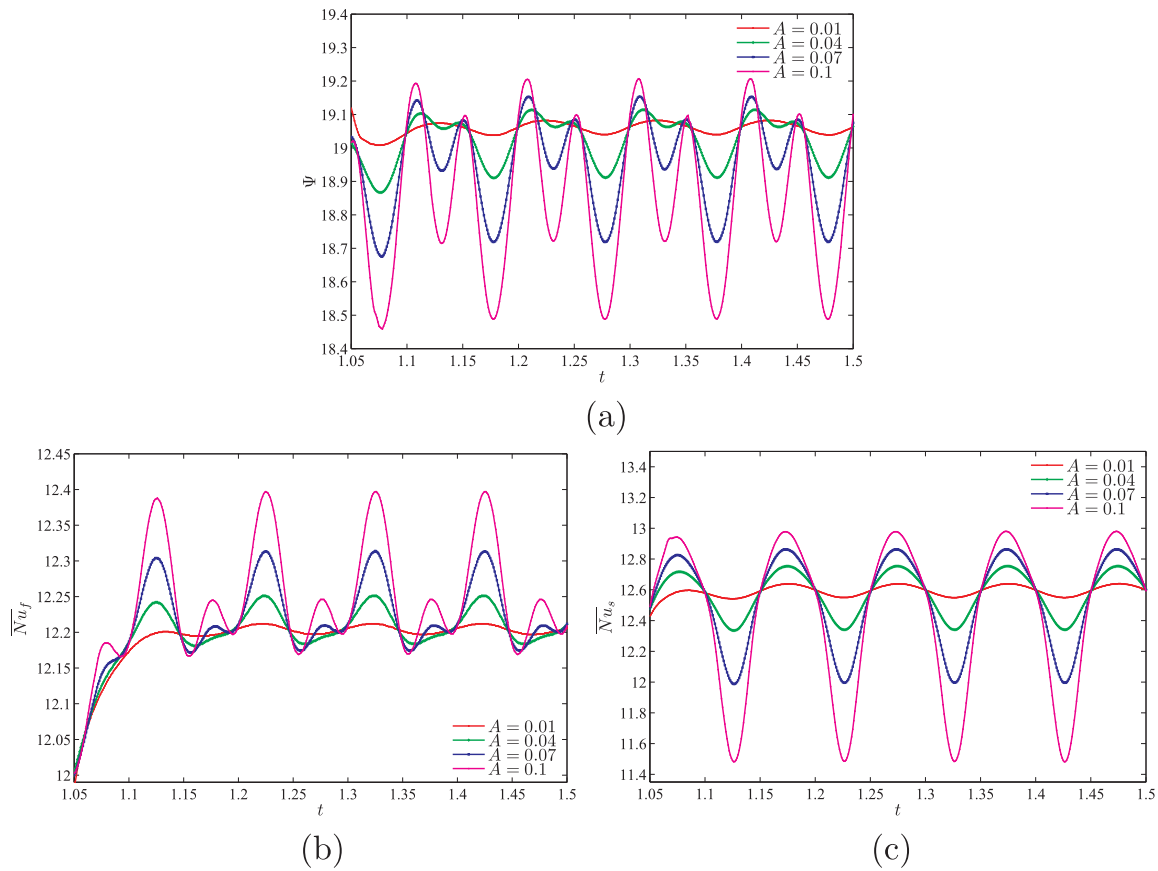 19.4
19.3
19.2
19.1
19
18.9
18.8
18.7
18.6
18.5
18.4
Ψ
A = 0.01
A = 0.04
A = 0.07
A = 0.1
1.05 1.1 1.15 1.2 1.25 1.3 1.35 1.4 1.45 1.5
t
(a)
12.45
12.4
12.35
12.3
12.25
12.2
12.15
12.1
12.05
12
N̅u̅f
A = 0.01
A = 0.04
A = 0.07
A = 0.1
1.05 1.1 1.15 1.2 1.25 1.3 1.35 1.4 1.45 1.5
t
(b)
13.4
13.2
13
12.8
12.6
12.4
12.2
12
11.8
11.6
11.4
N̅u̅s
A = 0.01
A = 0.04
A = 0.07
A = 0.1
1.05 1.1 1.15 1.2 1.25 1.3 1.35 1.4 1.45 1.5
t
(c)